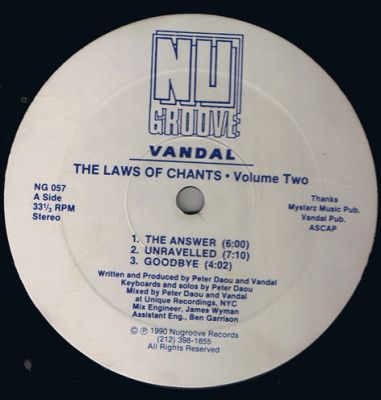 NU
GROOVE
VANDAL
THE LAWS OF CHANTS • Volume Two
NG 057
A Side
33⅓ RPM
Stereo
Thanks
Mystarz Music Pub.
Vandal Pub.
ASCAP
1. THE ANSWER (6:00)
2. UNRAVELLED (7:10)
3. GOODBYE (4:02)
Written and Produced by Peter Daou and Vandal
Keyboards and solos by Peter Daou
Mixed by Peter Daou and Vandal
at Unique Recordings, NYC
Mix Engineer, James Wyman
Assistant Eng., Ben Garrison
© ℗ 1990 Nugroove Records
(212) 398-1855
All Rights Reserved